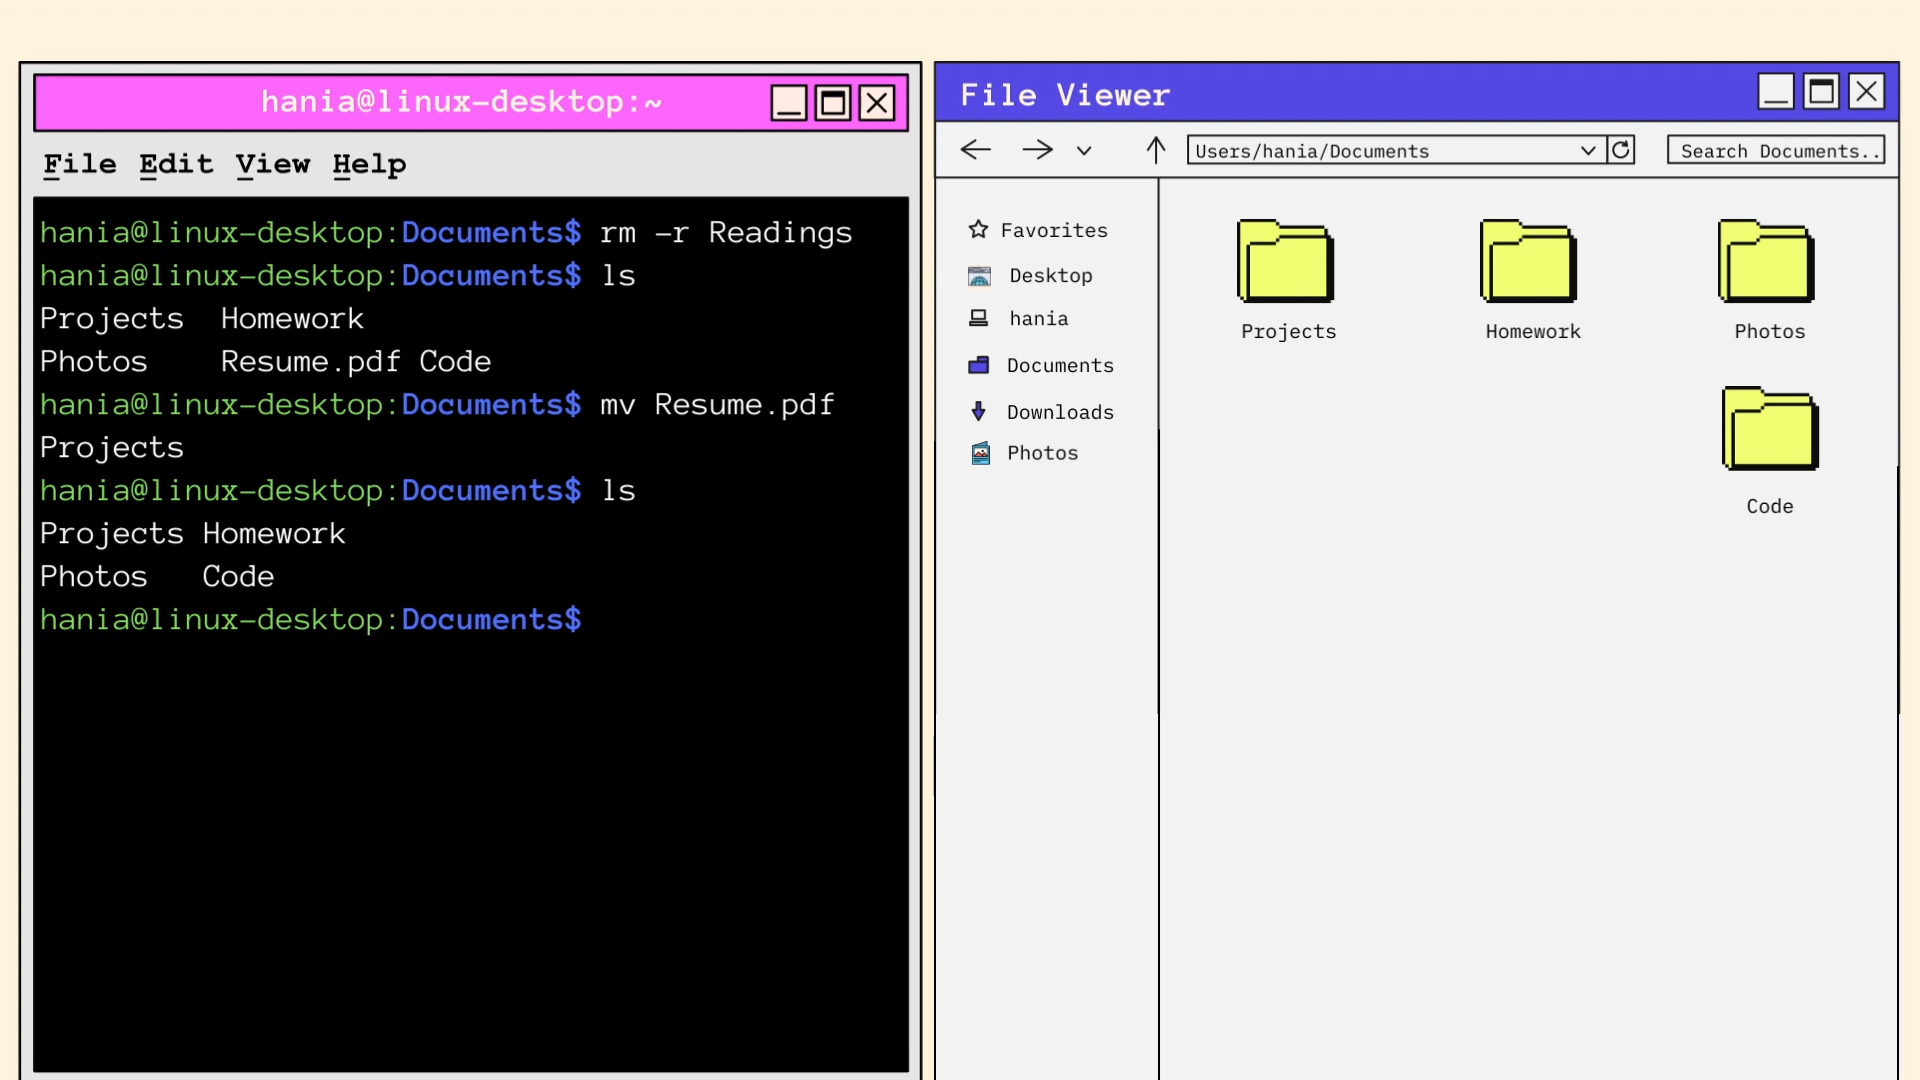 hania@linux-desktop:~
File Edit View Help
hania@linux-desktop:Documents$ rm -r Readings
hania@linux-desktop:Documents$ ls
Projects  Homework
Photos    Resume.pdf Code
hania@linux-desktop:Documents$ mv Resume.pdf
Projects
hania@linux-desktop:Documents$ ls
Projects Homework
Photos   Code
hania@linux-desktop:Documents$
File Viewer
Users/hania/Documents
Search Documents..
Favorites
Desktop
hania
Documents
Downloads
Photos
Projects
Homework
Photos
Code